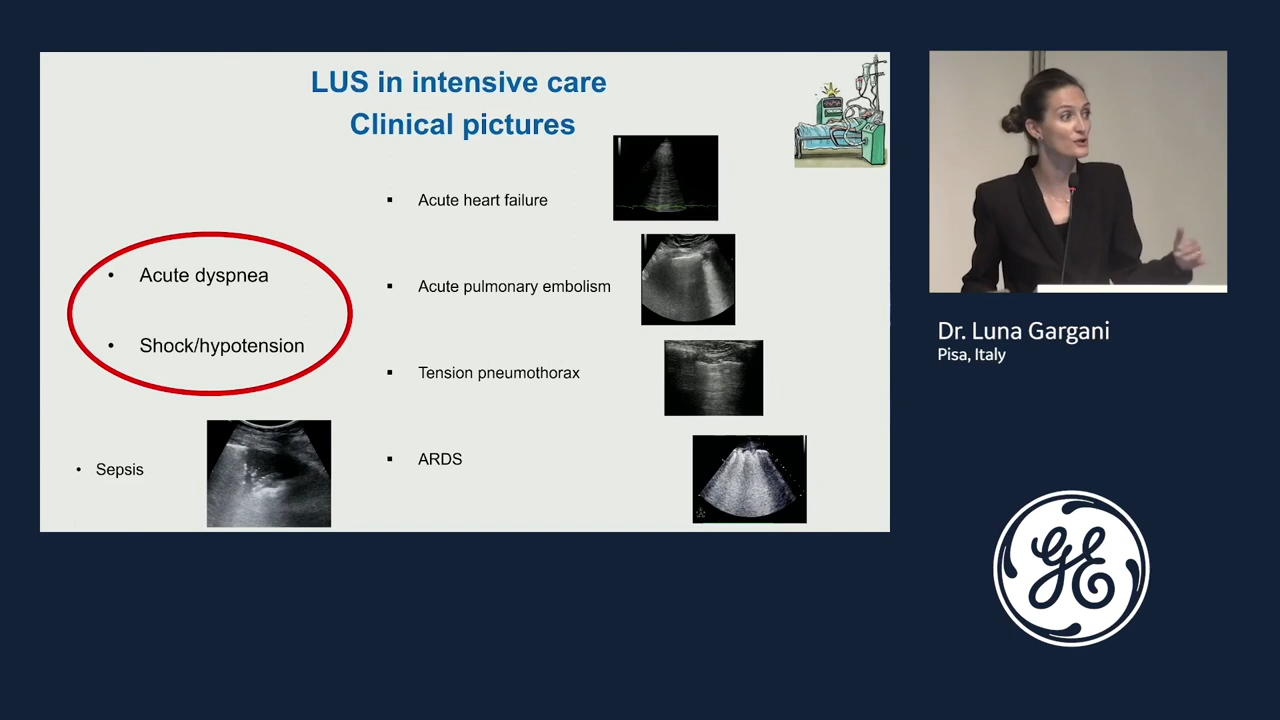 LUS in intensive care
Clinical pictures
• Acute dyspnea
• Shock/hypotension
• Sepsis
▪ Acute heart failure
▪ Acute pulmonary embolism
▪ Tension pneumothorax
▪ ARDS
Dr. Luna Gargani
Pisa, Italy
GE